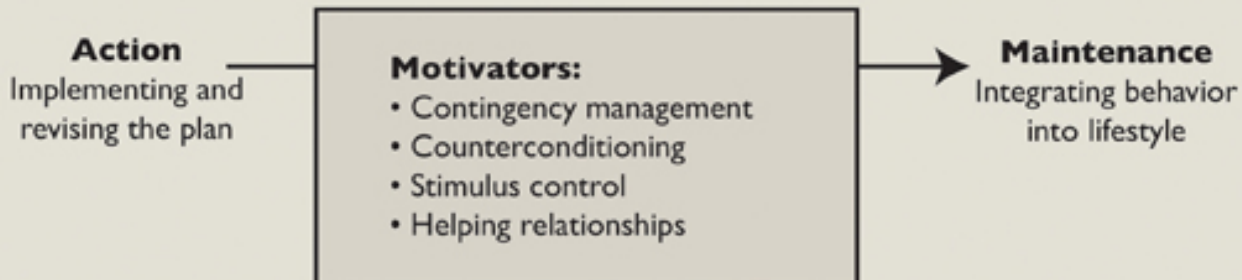 Action
Implementing and
revising the plan
Motivators:
• Contingency management
• Counterconditioning
• Stimulus control
• Helping relationships
Maintenance
Integrating behavior
into lifestyle